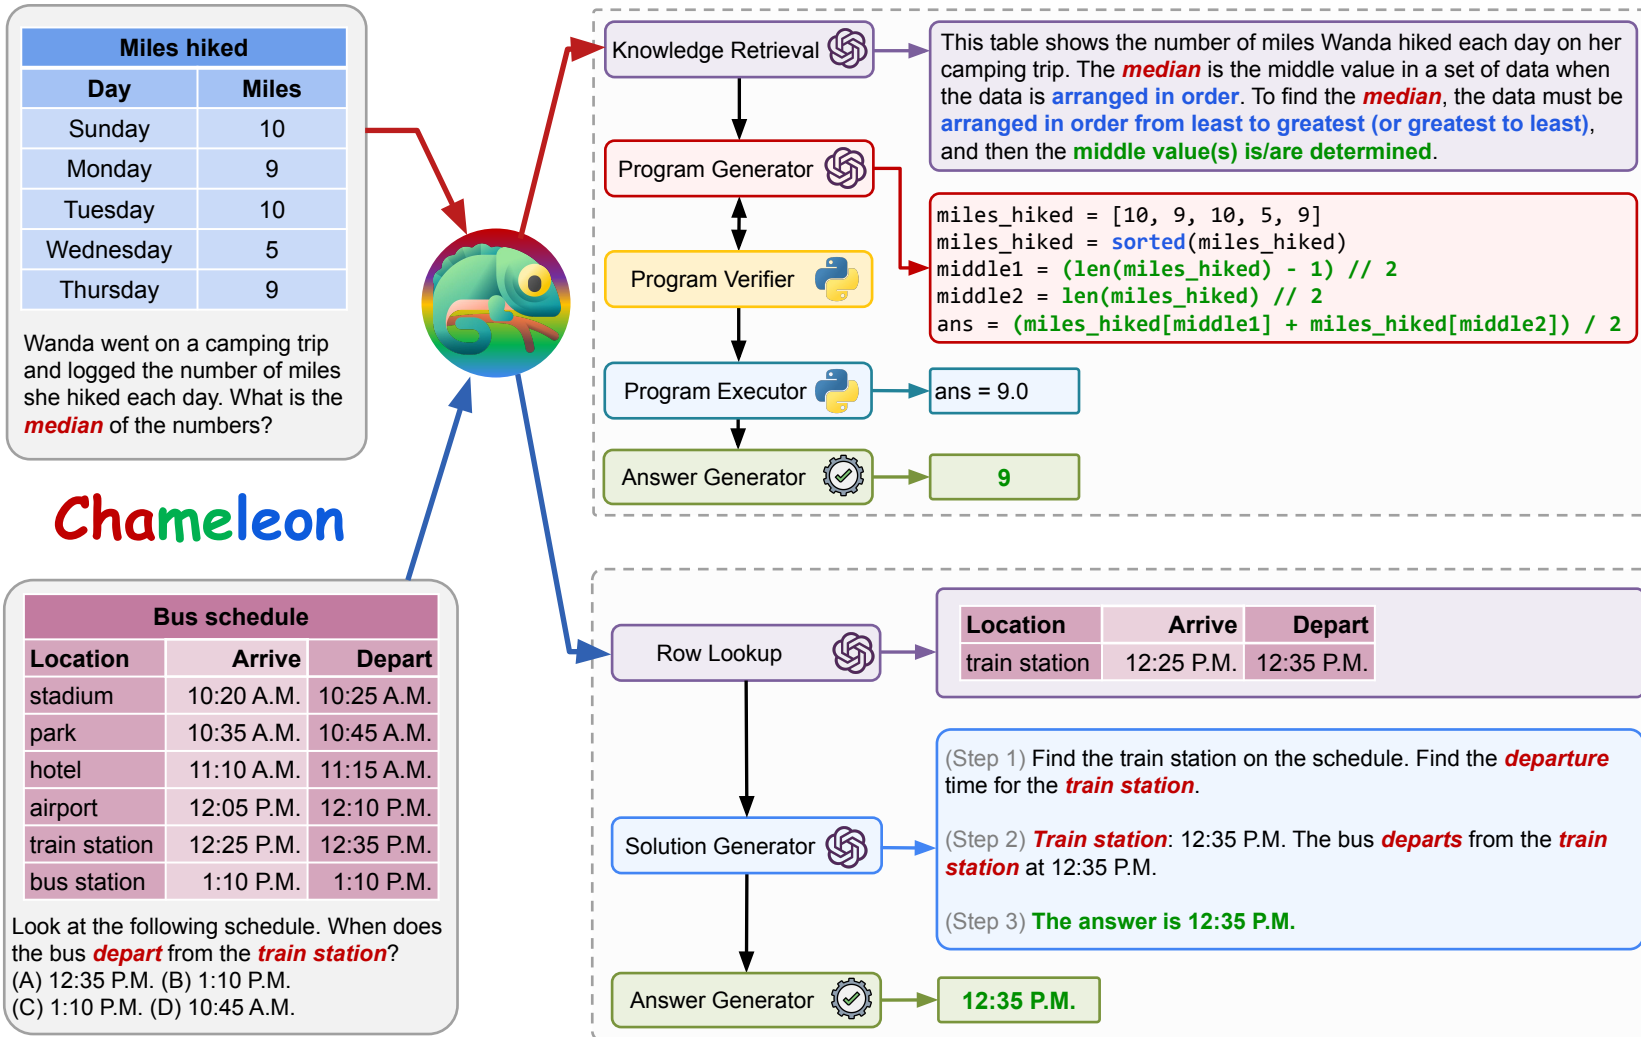 Miles hiked
Day Miles
Sunday 10
Monday 9
Tuesday 10
Wednesday 5
Thursday 9
Wanda went on a camping trip
and logged the number of miles
she hiked each day. What is the
median of the numbers?
Chameleon
Bus schedule
Location Arrive Depart
stadium 10:20 A.M. 10:25 A.M.
park 10:35 A.M. 10:45 A.M.
hotel 11:10 A.M. 11:15 A.M.
airport 12:05 P.M. 12:10 P.M.
train station 12:25 P.M. 12:35 P.M.
bus station 1:10 P.M. 1:10 P.M.
Look at the following schedule. When does
the bus depart from the train station?
(A) 12:35 P.M. (B) 1:10 P.M.
(C) 1:10 P.M. (D) 10:45 A.M.
Knowledge Retrieval
This table shows the number of miles Wanda hiked each day on her
camping trip. The median is the middle value in a set of data when
the data is arranged in order. To find the median, the data must be
arranged in order from least to greatest (or greatest to least),
and then the middle value(s) is/are determined.
Program Generator
miles_hiked = [10, 9, 10, 5, 9]
miles_hiked = sorted(miles_hiked)
middle1 = (len(miles_hiked) - 1) // 2
middle2 = len(miles_hiked) // 2
ans = (miles_hiked[middle1] + miles_hiked[middle2]) / 2
Program Verifier
Program Executor
ans = 9.0
Answer Generator
9
Row Lookup
Location Arrive Depart
train station 12:25 P.M. 12:35 P.M.
Solution Generator
(Step 1) Find the train station on the schedule. Find the departure
time for the train station.
(Step 2) Train station: 12:35 P.M. The bus departs from the train
station at 12:35 P.M.
(Step 3) The answer is 12:35 P.M.
Answer Generator
12:35 P.M.